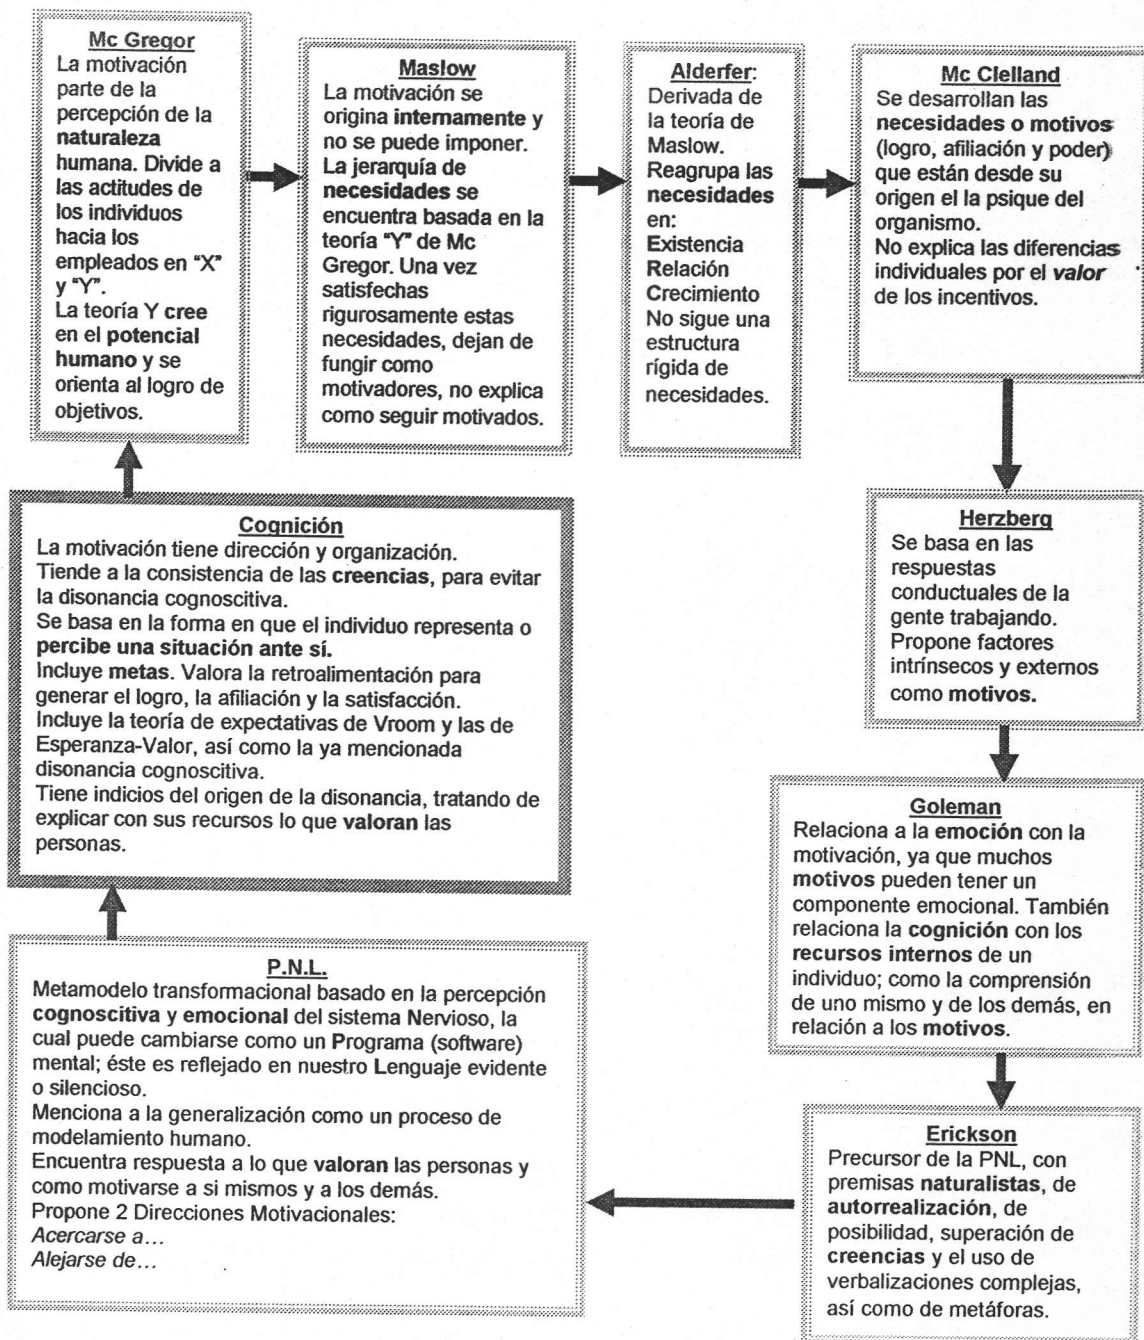 Mc Gregor
La motivación
parte de la
percepción de la
naturaleza
humana. Divide a
las actitudes de
los individuos
hacia los
empleados en "X"
y "Y".
La teoría Y cree
en el potencial
humano y se
orienta al logro de
objetivos.
Maslow
La motivación se
origina internamente y
no se puede imponer.
La jerarquía de
necesidades se
encuentra basada en la
teoría "Y" de Mc
Gregor. Una vez
satisfechas
rigurosamente estas
necesidades, dejan de
fungir como
motivadores, no explica
como seguir motivados.
Alderfer:
Derivada de
la teoría de
Maslow.
Reagrupa las
necesidades
en:
Existencia
Relación
Crecimiento
No sigue una
estructura
rígida de
necesidades.
Mc Clelland
Se desarrollan las
necesidades o motivos
(logro, afiliación y poder)
que están desde su
origen el la psique del
organismo.
No explica las diferencias
individuales por el valor
de los incentivos.
Herzberg
Se basa en las
respuestas
conductuales de la
gente trabajando.
Propone factores
intrínsecos y externos
como motivos.
Goleman
Relaciona a la emoción con la
motivación, ya que muchos
motivos pueden tener un
componente emocional. También
relaciona la cognición con los
recursos internos de un
individuo; como la comprensión
de uno mismo y de los demás, en
relación a los motivos.
Erickson
Precursor de la PNL, con
premisas naturalistas, de
autorrealización, de
posibilidad, superación de
creencias y el uso de
verbalizaciones complejas,
así como de metáforas.
P.N.L.
Metamodelo transformacional basado en la percepción
cognoscitiva y emocional del sistema Nervioso, la
cual puede cambiarse como un Programa (software)
mental; éste es reflejado en nuestro Lenguaje evidente
o silencioso.
Menciona a la generalización como un proceso de
modelamiento humano.
Encuentra respuesta a lo que valoran las personas y
como motivarse a si mismos y a los demás.
Propone 2 Direcciones Motivacionales:
Acercarse a...
Alejarse de...
Cognición
La motivación tiene dirección y organización.
Tiende a la consistencia de las creencias, para evitar
la disonancia cognoscitiva.
Se basa en la forma en que el individuo representa o
percibe una situación ante sí.
Incluye metas. Valora la retroalimentación para
generar el logro, la afiliación y la satisfacción.
Incluye la teoría de expectativas de Vroom y las de
Esperanza-Valor, así como la ya mencionada
disonancia cognoscitiva.
Tiene indicios del origen de la disonancia, tratando de
explicar con sus recursos lo que valoran las
personas.